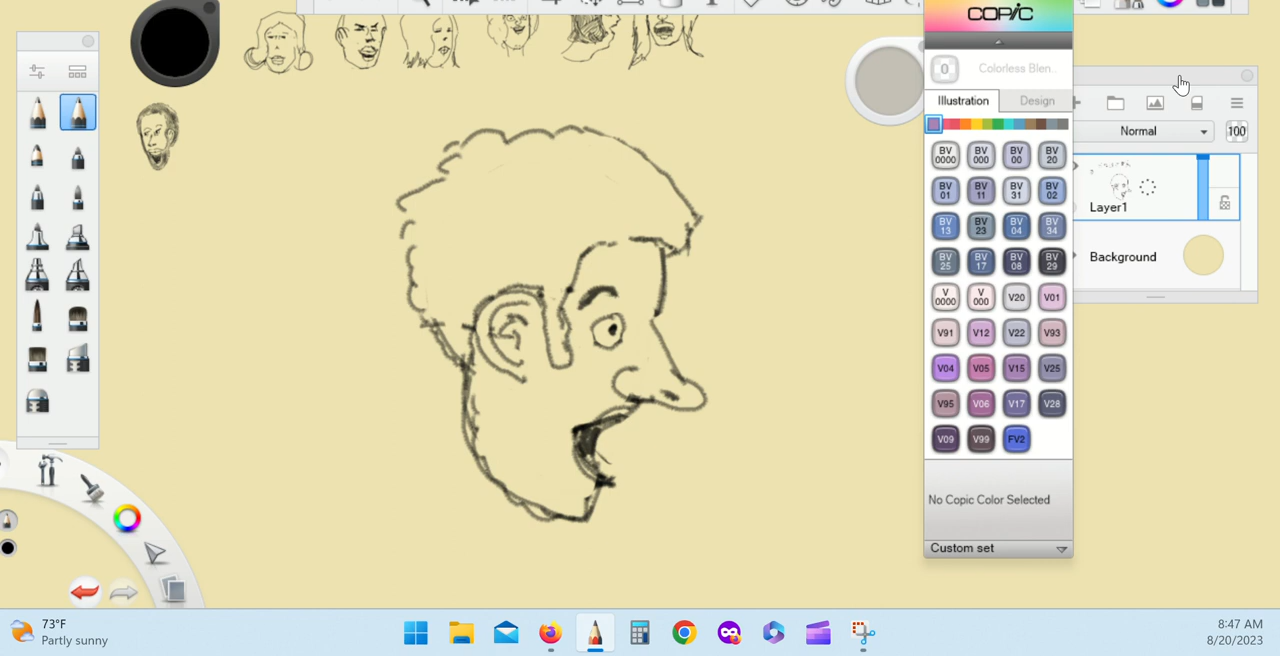 COPIC
0 Colorless Blen..
Illustration Design
Normal 100
BV 0000 BV 000 BV 00 BV 20
BV 01 BV 11 BV 31 BV 02
BV 13 BV 23 BV 04 BV 34
BV 25 BV 17 BV 08 BV 29
V 0000 V 000 V20 V01
V91 V12 V22 V93
V04 V05 V15 V25
V95 V06 V17 V28
V09 V99 FV2
Layer1
Background
No Copic Color Selected
Custom set
73°F
Partly sunny
8:47 AM
8/20/2023